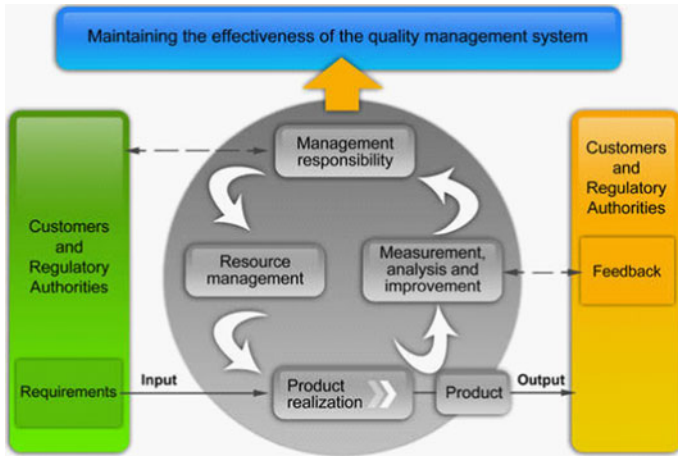 Maintaining the effectiveness of the quality management system
Management
responsibility
Customers
and
Regulatory
Authorities
Requirements
Input
Resource
management
Measurement,
analysis and
improvement
Product
realization
Product
Output
Customers
and
Regulatory
Authorities
Feedback